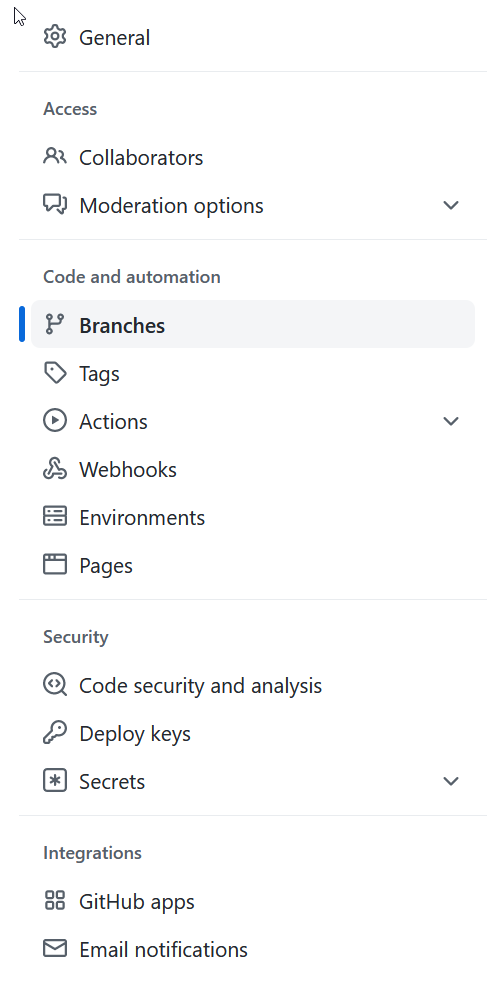 General
Access
Collaborators
Moderation options
Code and automation
Branches
Tags
Actions
Webhooks
Environments
Pages
Security
Code security and analysis
Deploy keys
Secrets
Integrations
GitHub apps
Email notifications